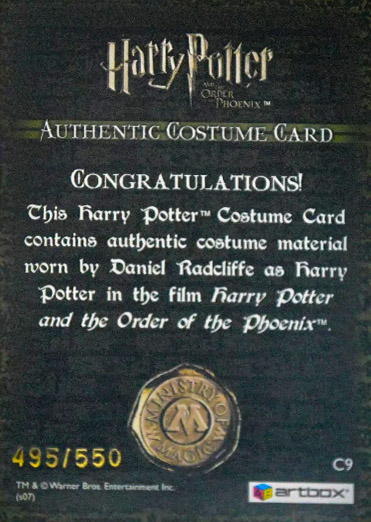 Harry Potter
AND THE
ORDER
OF THE
PHOENIX™
AUTHENTIC COSTUME CARD
CONGRATULATIONS!
This Harry Potter™ Costume Card
contains authentic costume material
worn by Daniel Radcliffe as Harry
Potter in the film Harry Potter
and the Order of the Phoenix™.
MINISTRY OF MAGIC
M
495/550
C9
TM & © Warner Bros. Entertainment Inc.
(s07)
artbox®